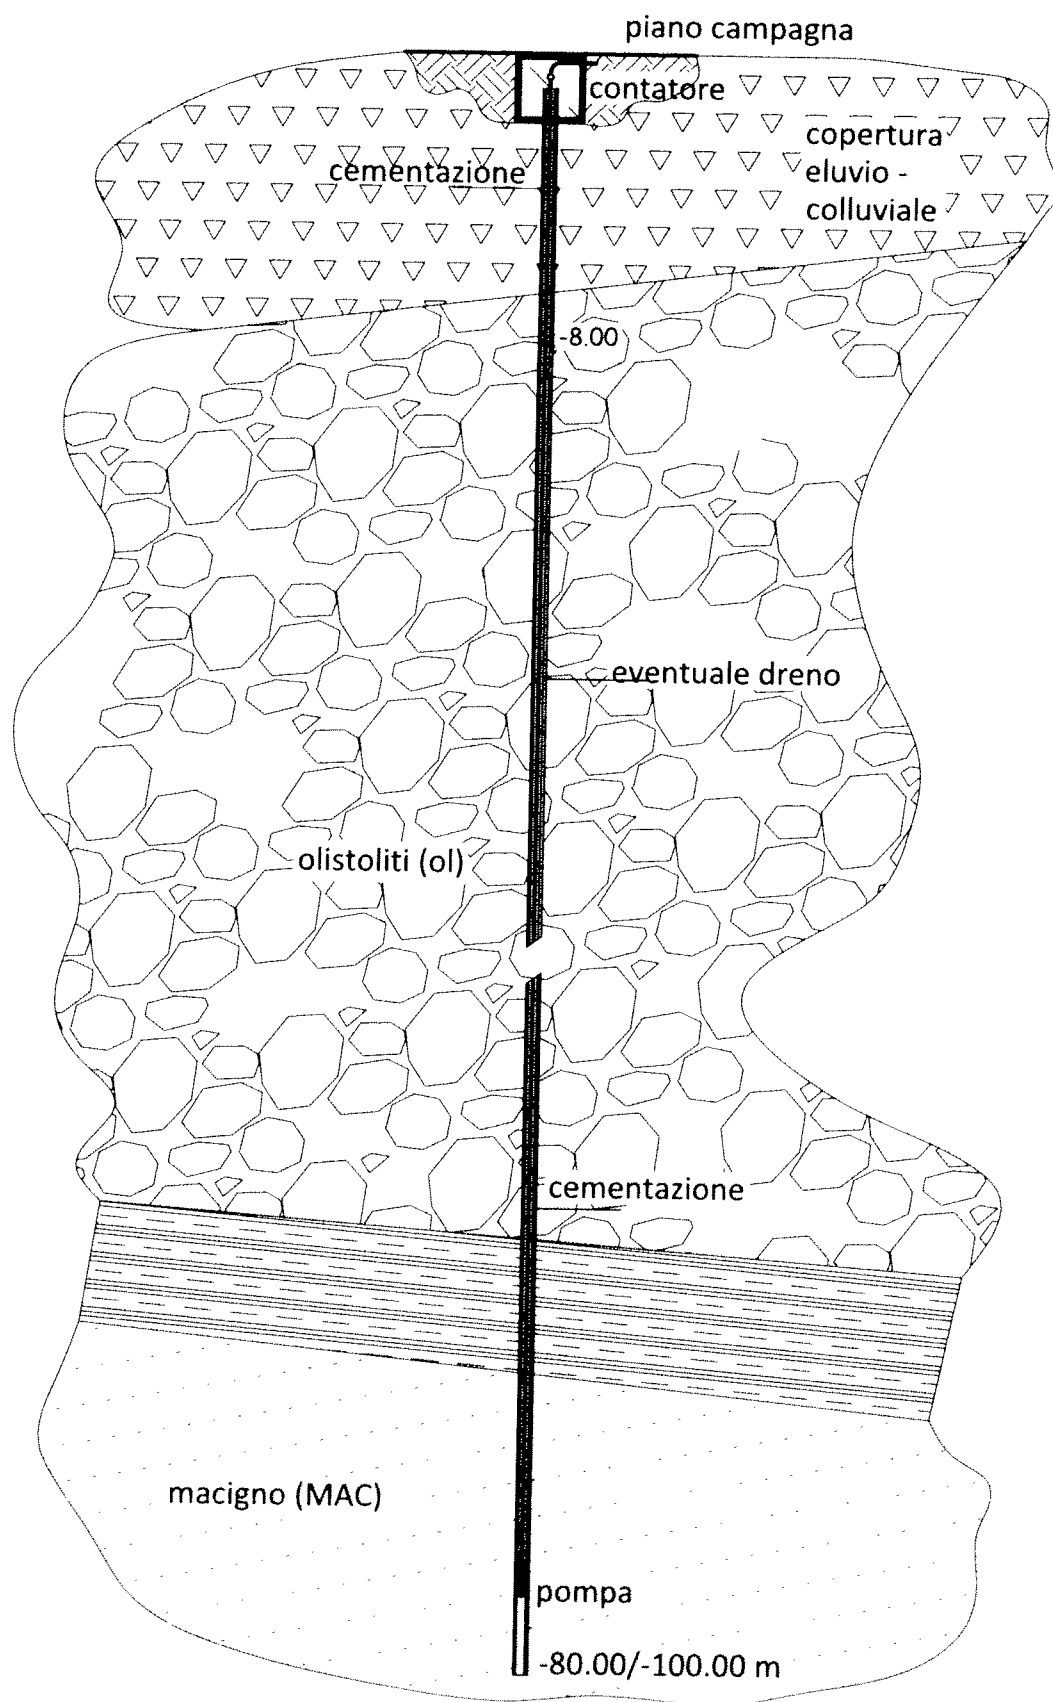 piano campagna
contatore
copertura
eluvio -
colluviale
cementazione
-8.00
eventuale dreno
olistoliti (ol)
cementazione
macigno (MAC)
pompa
-80.00/-100.00 m